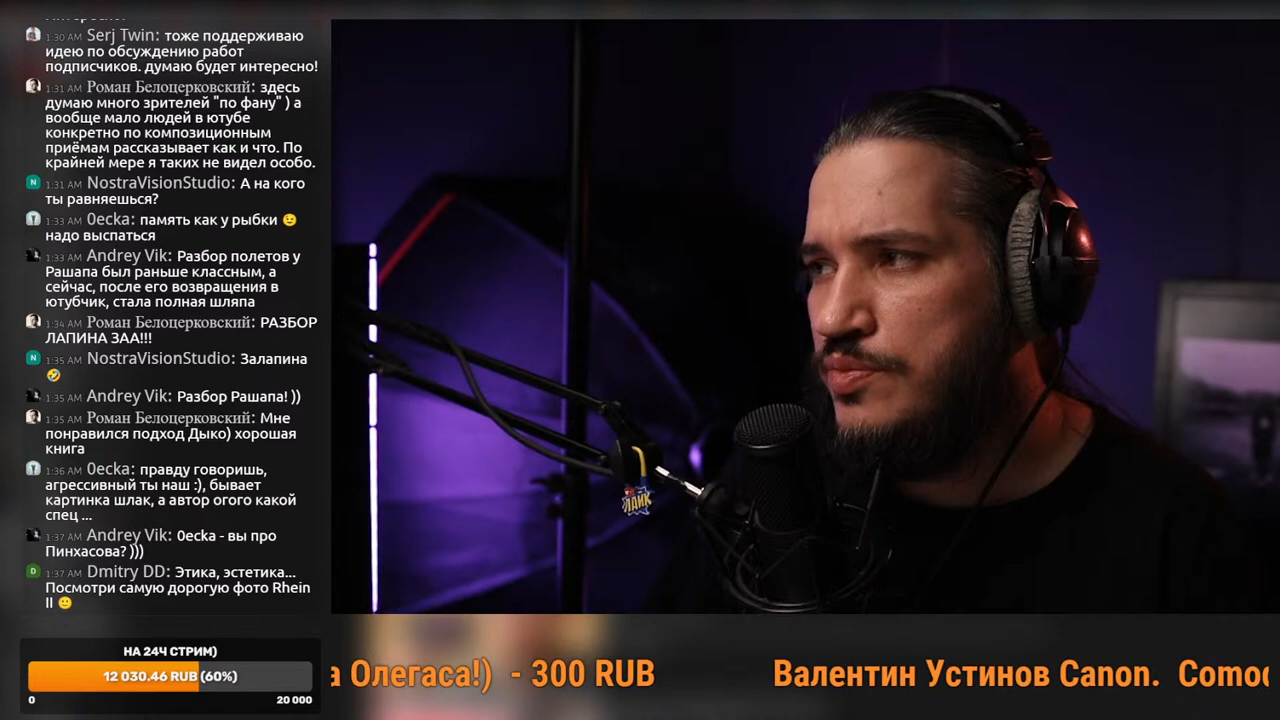 1:30 AM Serj Twin: тоже поддерживаю
идею по обсуждению работ
подписчиков. думаю будет интересно!
1:31 AM Роман Белоцерковский: здесь
думаю много зрителей "по фану" ) а
вообще мало людей в ютубе
конкретно по композиционным
приёмам рассказывает как и что. По
крайней мере я таких не видел особо.
N 1:31 AM NostraVisionStudio: А на кого
ты равняешься?
1:33 AM 0ecka: память как у рыбки 😉
надо выспаться
1:33 AM Andrey Vik: Разбор полетов у
Рашапа был раньше классным, а
сейчас, после его возвращения в
ютубчик, стала полная шляпа
1:34 AM Роман Белоцерковский: РАЗБОР
ЛАПИНА ЗАА!!!
N 1:35 AM NostraVisionStudio: Залапина
🤣
1:35 AM Andrey Vik: Разбор Рашапа! ))
1:35 AM Роман Белоцерковский: Мне
понравился подход Дыко) хорошая
книга
1:36 AM 0ecka: правду говоришь,
агрессивный ты наш :), бывает
картинка шлак, а автор огого какой
спец ...
1:37 AM Andrey Vik: 0ecka - вы про
Пинхасова? )))
D 1:37 AM Dmitry DD: Этика, эстетика...
Посмотри самую дорогую фото Rhein
II 🙂
ЛАЙК
НА 24Ч СТРИМ)
12 030.46 RUB (60%)
0 20 000
а Олегаса!) - 300 RUB Валентин Устинов Canon. Comod